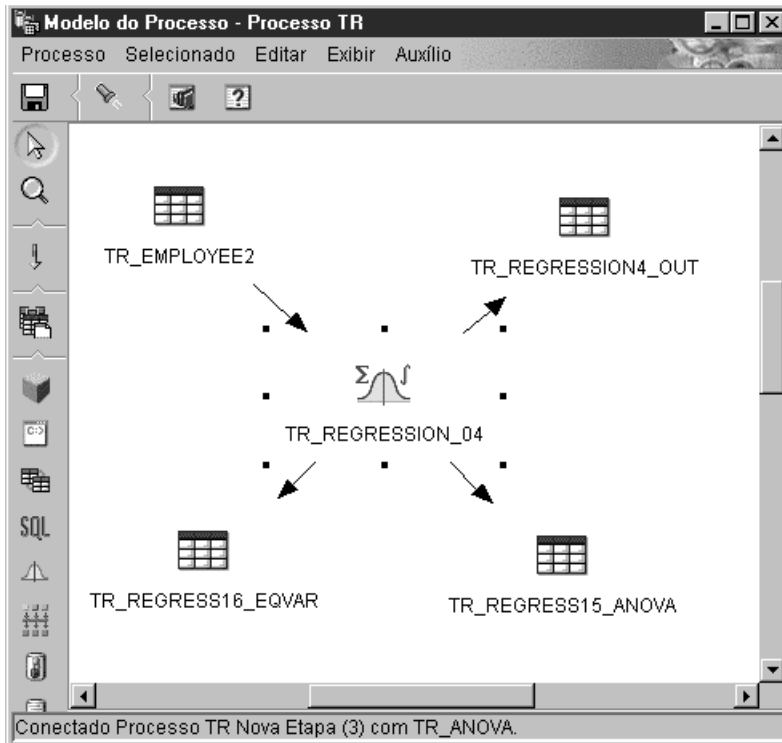 Modelo do Processo - Processo TR
Processo Selecionado Editar Exibir Auxílio
TR_EMPLOYEE2
TR_REGRESSION4_OUT
Σ ∫
TR_REGRESSION_04
SQL
TR_REGRESS16_EQVAR
TR_REGRESS15_ANOVA
Conectado Processo TR Nova Etapa (3) com TR_ANOVA.